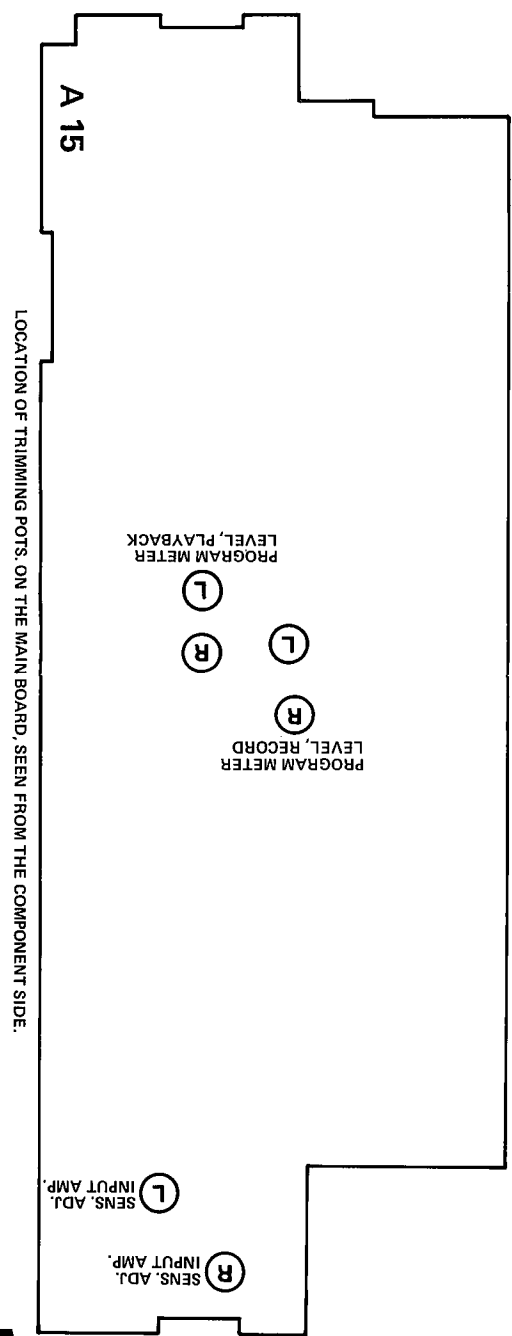 A 15
LOCATION OF TRIMMING POTS. ON THE MAIN BOARD, SEEN FROM THE COMPONENT SIDE.
PROGRAM METER
LEVEL, PLAYBACK
L
R
L
R
PROGRAM METER
LEVEL, RECORD
SENS. ADJ.
INPUT AMP.
L
SENS. ADJ.
INPUT AMP.
R